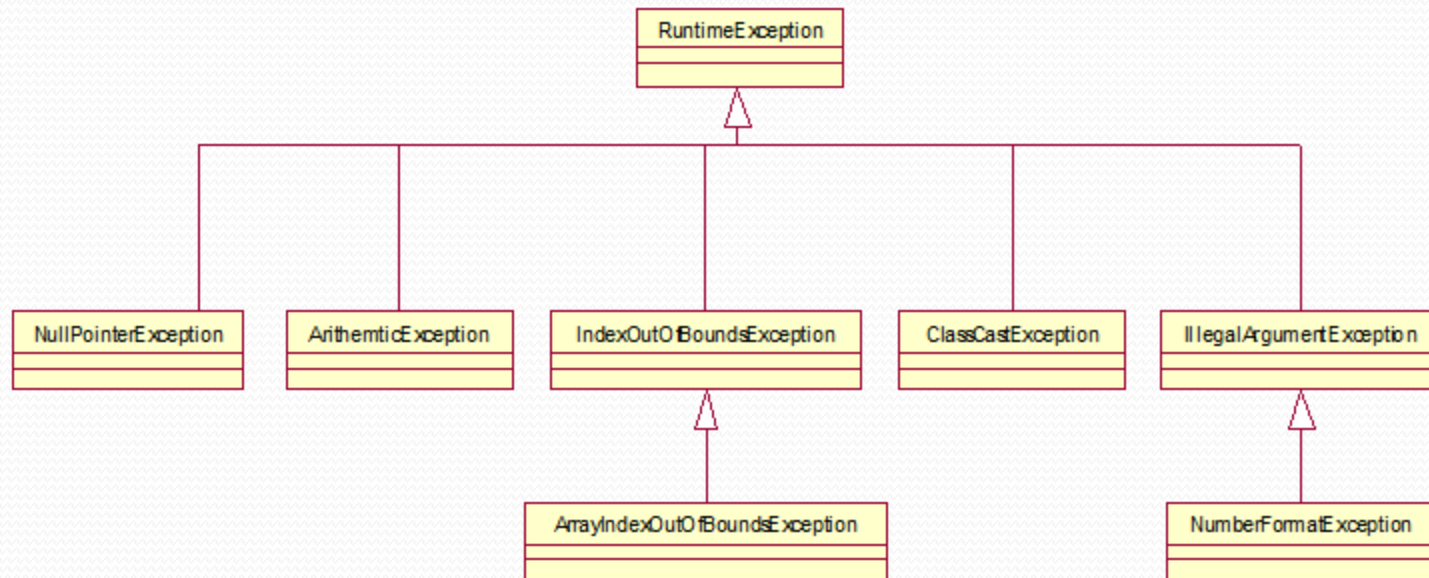 RuntimeException
NullPointerException
ArithemticException
IndexOutOfBoundsException
ClassCastException
IllegalArgumentException
ArrayIndexOutOfBoundsException
NumberFormatException